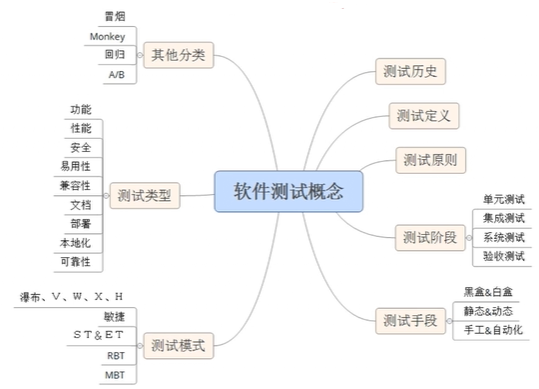 软件测试概念
测试历史
测试定义
测试原则
测试阶段
单元测试
集成测试
系统测试
验收测试
测试手段
黑盒&白盒
静态&动态
手工&自动化
其他分类
冒烟
Monkey
回归
A/B
测试类型
功能
性能
安全
易用性
兼容性
文档
部署
本地化
可靠性
测试模式
瀑布、V、W、X、H
敏捷
ST&ET
RBT
MBT